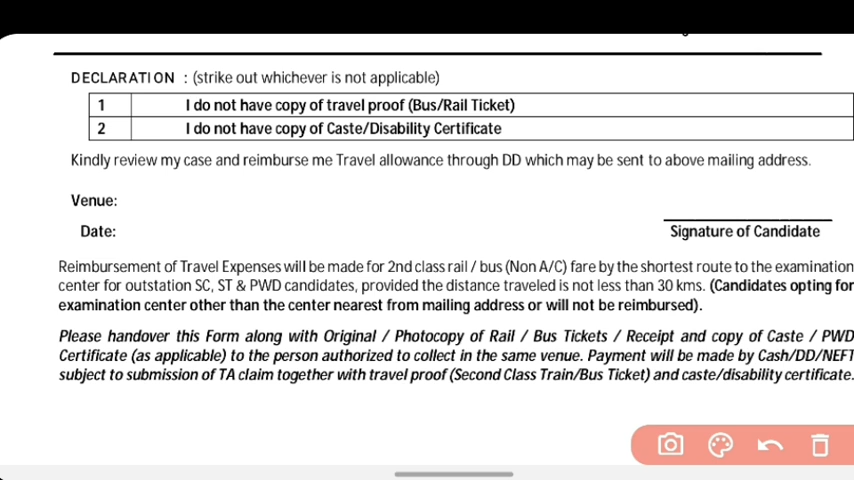 DECLARATION : (strike out whichever is not applicable)
1 I do not have copy of travel proof (Bus/Rail Ticket)
2 I do not have copy of Caste/Disability Certificate
Kindly review my case and reimburse me Travel allowance through DD which may be sent to above mailing address.
Venue:
Date:
Signature of Candidate
Reimbursement of Travel Expenses will be made for 2nd class rail / bus (Non A/C) fare by the shortest route to the examination
center for outstation SC, ST & PWD candidates, provided the distance traveled is not less than 30 kms. (Candidates opting for
examination center other than the center nearest from mailing address or will not be reimbursed).
Please handover this Form along with Original / Photocopy of Rail / Bus Tickets / Receipt and copy of Caste / PWD
Certificate (as applicable) to the person authorized to collect in the same venue. Payment will be made by Cash/DD/NEFT
subject to submission of TA claim together with travel proof (Second Class Train/Bus Ticket) and caste/disability certificate.